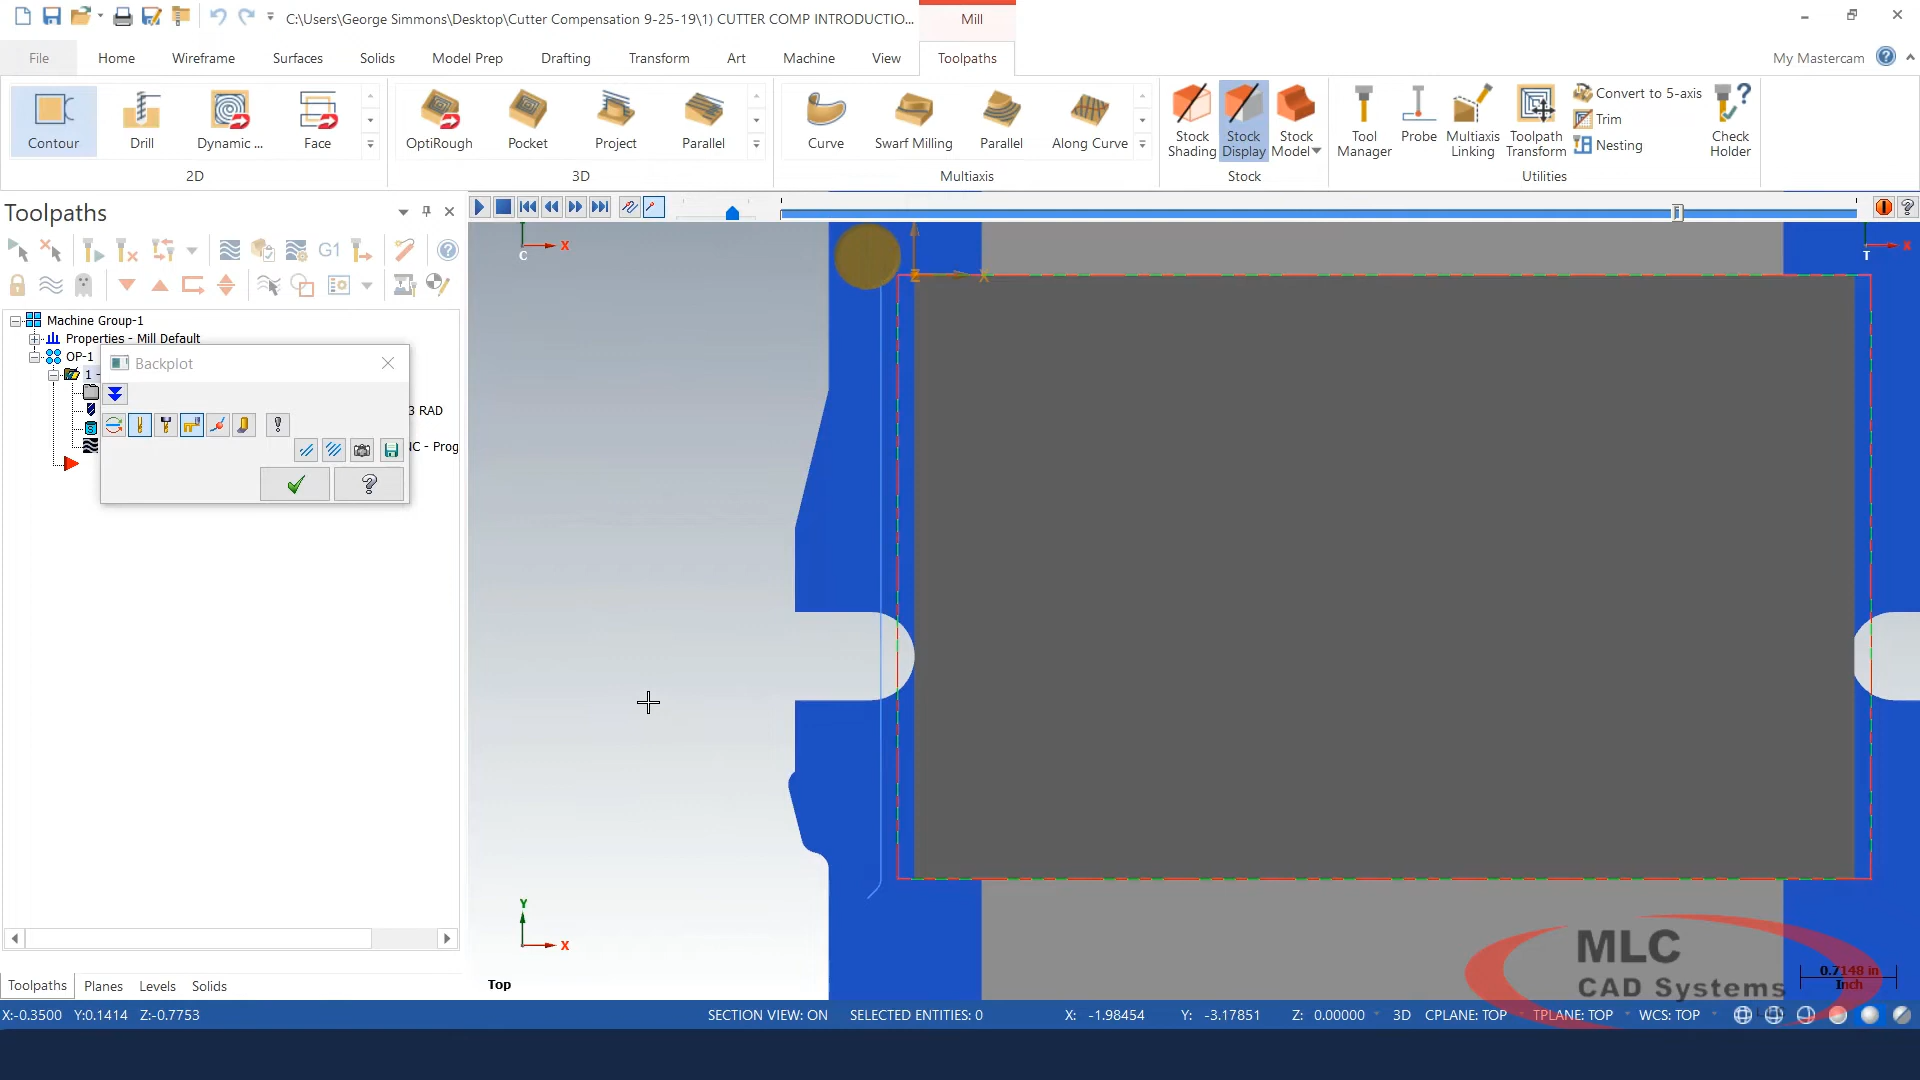 C:\Users\George Simmons\Desktop\Cutter Compensation 9-25-19\1) CUTTER COMP INTRODUCTIO... Mill
File Home Wireframe Surfaces Solids Model Prep Drafting Transform Art Machine View Toolpaths My Mastercam
Contour Drill Dynamic ... Face OptiRough Pocket Project Parallel Curve Swarf Milling Parallel Along Curve
Stock Shading
Stock Display
Stock Model
Tool Manager
Probe
Multiaxis Linking
Toolpath Transform
Convert to 5-axis
Trim
Nesting
Check Holder
2D 3D Multiaxis Stock Utilities
Toolpaths
G1
Machine Group-1
Properties - Mill Default
OP-1
1 -
Backplot
3 RAD
NC - Prog
C X
Z X
T X
Y
X
Top
MLC
CAD Systems
0.7148 in
Inch
Toolpaths Planes Levels Solids
X:-0.3500 Y:0.1414 Z:-0.7753 SECTION VIEW: ON SELECTED ENTITIES: 0 X: -1.98454 Y: -3.17851 Z: 0.00000 3D CPLANE: TOP TPLANE: TOP WCS: TOP